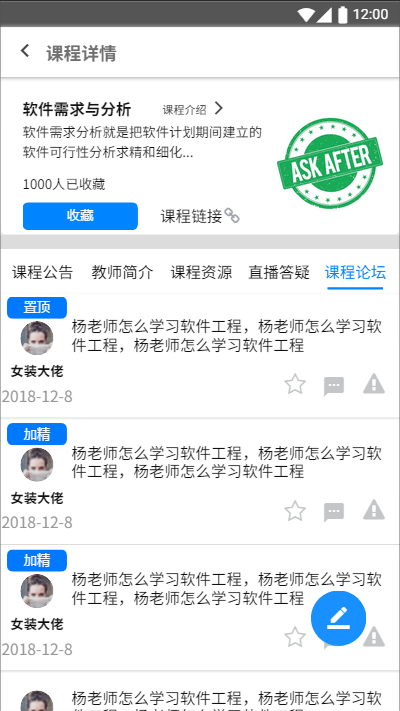 12:00
课程详情
软件需求与分析
课程介绍
软件需求分析就是把软件计划期间建立的
软件可行性分析求精和细化...
ASK AFTER
1000人已收藏
收藏
课程链接
课程公告 教师简介 课程资源 直播答疑 课程论坛
置顶
杨老师怎么学习软件工程，杨老师怎么学习软
件工程，杨老师怎么学习软件工程
女装大佬
2018-12-8
加精
杨老师怎么学习软件工程，杨老师怎么学习软
件工程，杨老师怎么学习软件工程
女装大佬
2018-12-8
加精
杨老师怎么学习软件工程，杨老师怎么学习软
件工程，杨老师怎么学习软件工程
女装大佬
2018-12-8
杨老师怎么学习软件工程，杨老师怎么学习软